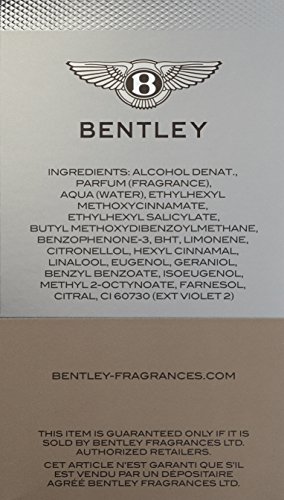 B
BENTLEY
INGREDIENTS: ALCOHOL DENAT.,
PARFUM (FRAGRANCE),
AQUA (WATER), ETHYLHEXYL
METHOXYCINNAMATE,
ETHYLHEXYL SALICYLATE,
BUTYL METHOXYDIBENZOYLMETHANE,
BENZOPHENONE-3, BHT, LIMONENE,
CITRONELLOL, HEXYL CINNAMAL,
LINALOOL, EUGENOL, GERANIOL,
BENZYL BENZOATE, ISOEUGENOL,
METHYL 2-OCTYNOATE, FARNESOL,
CITRAL, CI 60730 (EXT VIOLET 2)
BENTLEY-FRAGRANCES.COM
THIS ITEM IS GUARANTEED ONLY IF IT IS
SOLD BY BENTLEY FRAGRANCES LTD.
AUTHORIZED RETAILERS.
CET ARTICLE N'EST GARANTI QUE S'IL
EST VENDU PAR UN DÉPOSITAIRE
AGRÉÉ BENTLEY FRAGRANCES LTD.